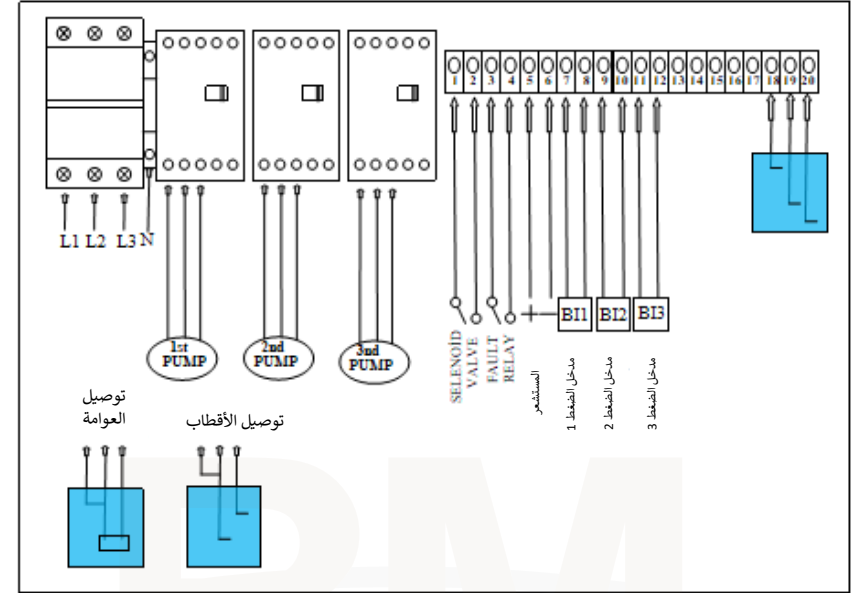 1 2 3 4 5 6 7 8 9 10 11 12 13 14 15 16 17 18 19 20
L1 L2 L3 N
1st
PUMP
2nd
PUMP
3nd
PUMP
SELENOİD
VALVE
FAULT
RELAY
+ −
المستشعر
BI1
مدخل الضغط 1
BI2
مدخل الضغط 2
BI3
مدخل الضغط 3
توصيل
العوامة
توصيل الأقطاب